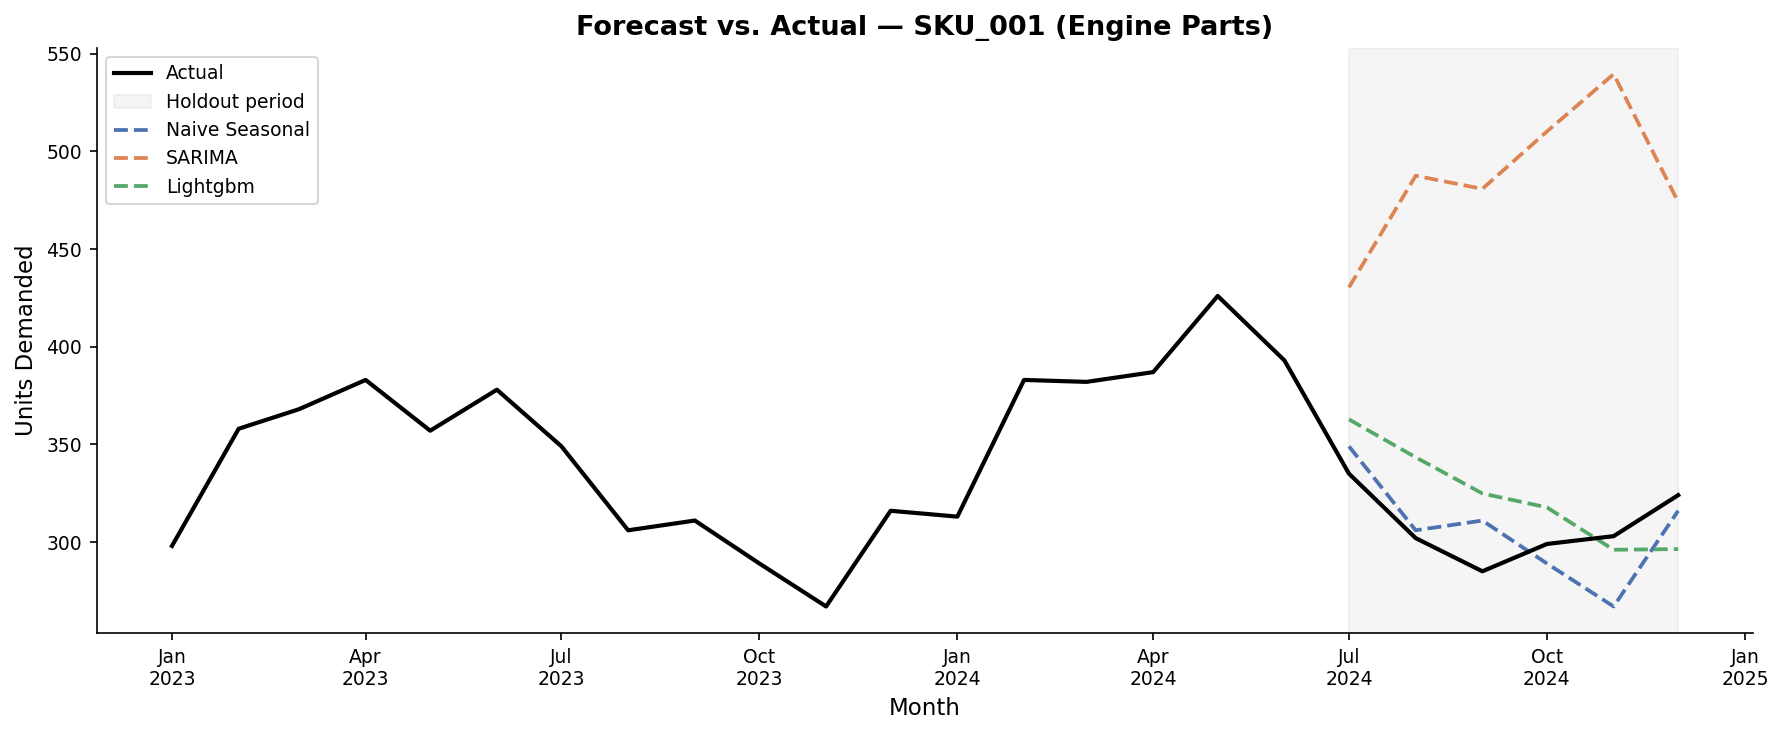 Forecast vs. Actual — SKU_001 (Engine Parts)
Actual
Holdout period
Naive Seasonal
SARIMA
Lightgbm
Units Demanded
550
500
450
400
350
300
Jan
2023
Apr
2023
Jul
2023
Oct
2023
Jan
2024
Apr
2024
Jul
2024
Oct
2024
Jan
2025
Month